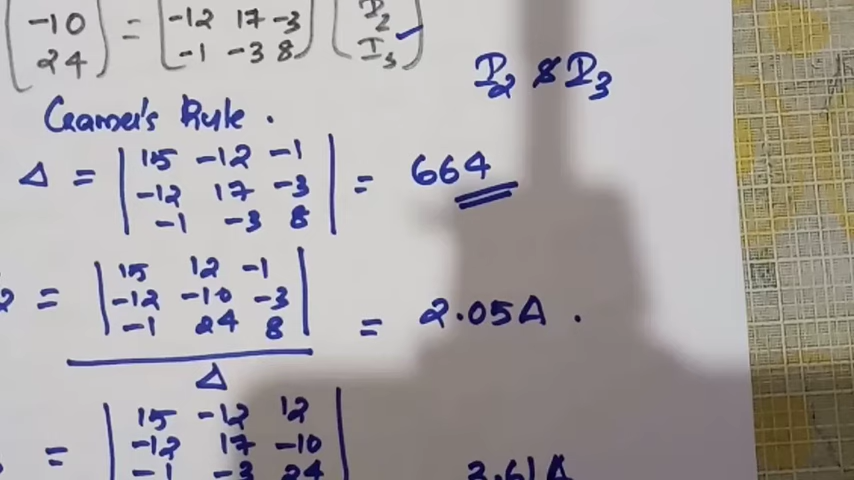 -10 = -12 17 -3 I2
24 -1 -3 8 I3
I2 & I3
Cramer's Rule .
Δ = | 15 -12 -1 | = 664
-12 17 -3
-1 -3 8
2 = | 15 12 -1 | = 2.05A .
-12 -10 -3
-1 24 8
Δ
= | 15 -12 12 | 3.61A
-12 17 -10
-1 -3 24